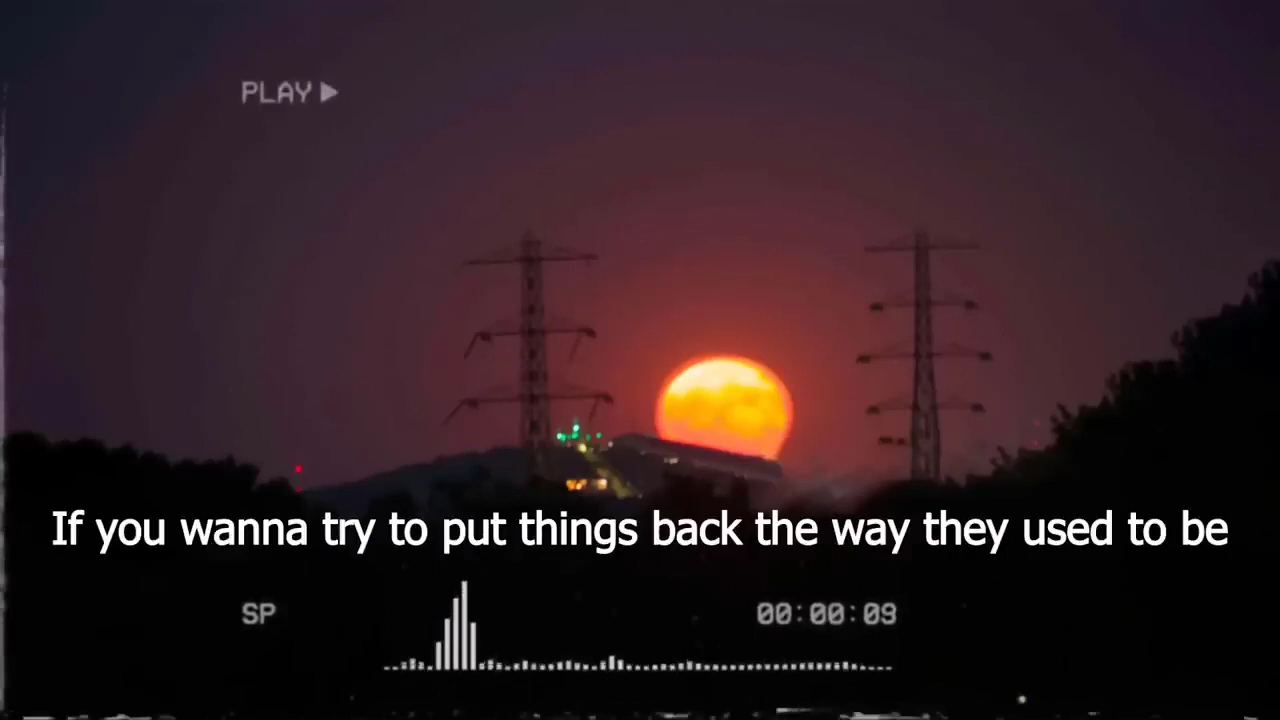 PLAY
If you wanna try to put things back the way they used to be
SP
00:00:09